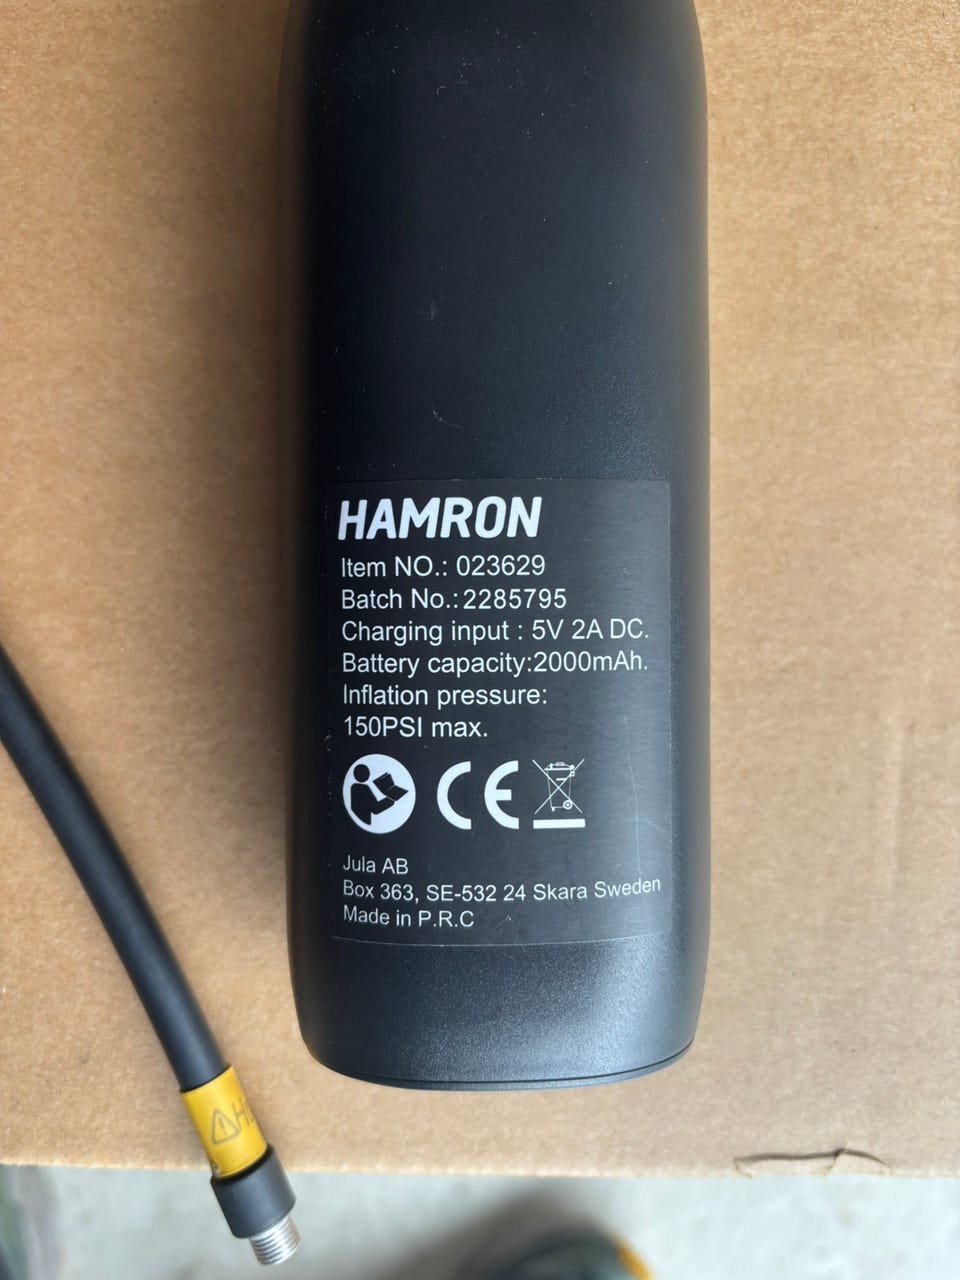 HAMRON
Item NO.: 023629
Batch No.: 2285795
Charging input : 5V 2A DC.
Battery capacity:2000mAh.
Inflation pressure:
150PSI max.
CE
Jula AB
Box 363, SE-532 24 Skara Sweden
Made in P.R.C